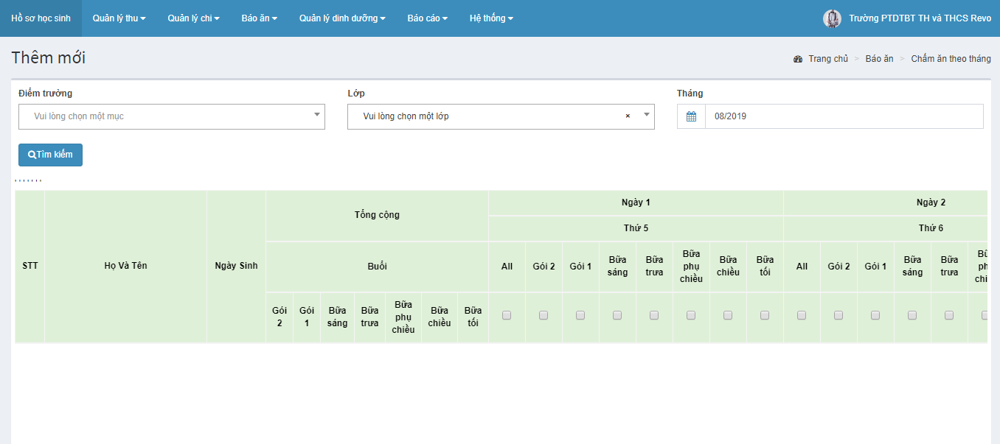 Hồ sơ học sinh Quản lý thu Quản lý chi Báo ăn Quản lý dinh dưỡng Báo cáo Hệ thống Trường PTDTBT TH và THCS Revo
Thêm mới
Trang chủ > Báo ăn > Chấm ăn theo tháng
Điểm trường Lớp Tháng
Vui lòng chọn một mục Vui lòng chọn một lớp × 08/2019
Tìm kiếm
' ' ' ' ' ' '
STT Họ Và Tên Ngày Sinh Tổng cộng Ngày 1 Ngày 2
Thứ 5 Thứ 6
Buổi All Gói 2 Gói 1 Bữa sáng Bữa trưa Bữa phụ chiều Bữa chiều Bữa tối All Gói 2 Gói 1 Bữa sáng Bữa trưa
Gói 2 Gói 1 Bữa sáng Bữa trưa Bữa phụ chiều Bữa chiều Bữa tối